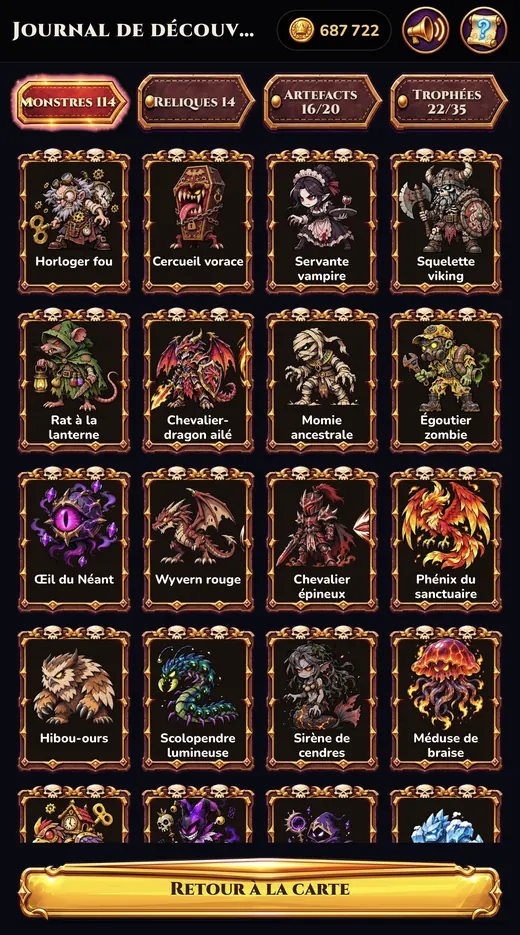 Journal de découv...
687 722
Monstres 114
Reliques 14
Artefacts
16/20
Trophées
22/35
Horloger fou
Cercueil vorace
Servante
vampire
Squelette
viking
Rat à la
lanterne
Chevalier-
dragon ailé
Momie
ancestrale
Égoutier
zombie
Œil du Néant
Wyvern rouge
Chevalier
épineux
Phénix du
sanctuaire
Hibou-ours
Scolopendre
lumineuse
Sirène de
cendres
Méduse de
braise
Retour à la carte